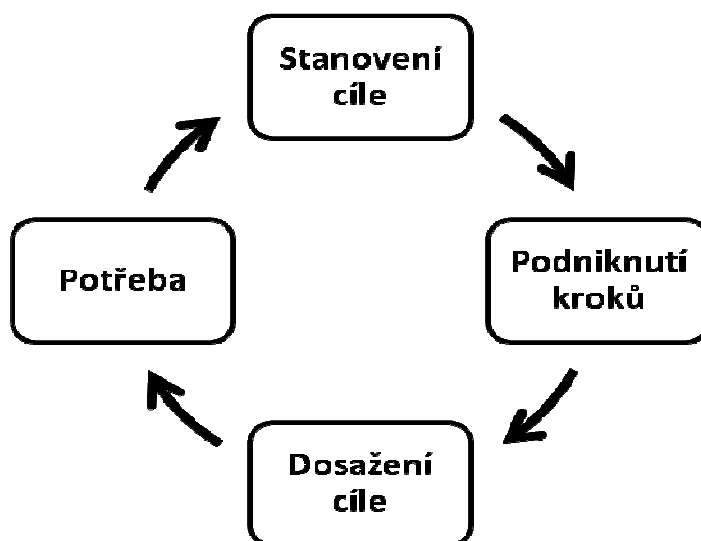 Stanovení
cíle
Potřeba
Podniknutí
kroků
Dosažení
cíle